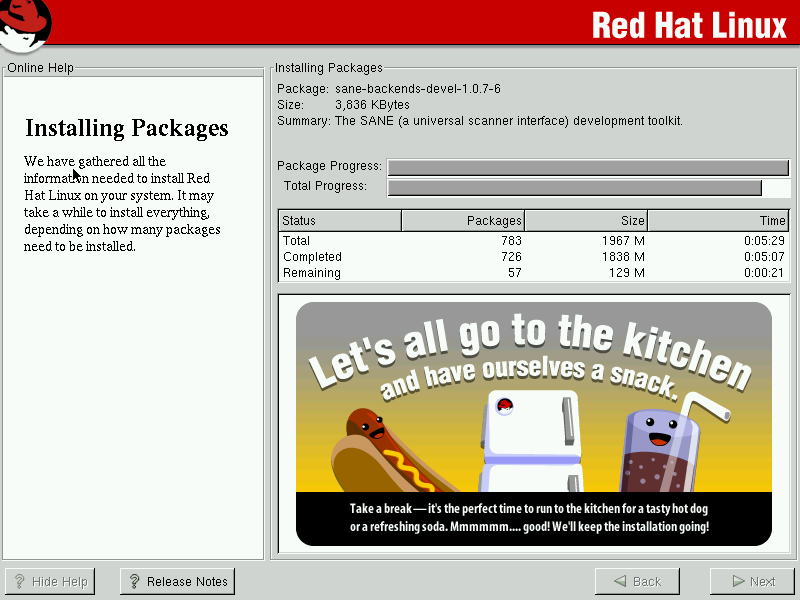 Red Hat Linux
Online Help
Installing Packages
We have gathered all the
information needed to install Red
Hat Linux on your system. It may
take a while to install everything,
depending on how many packages
need to be installed.
Installing Packages
Package: sane-backends-devel-1.0.7-6
Size: 3,836 KBytes
Summary: The SANE (a universal scanner interface) development toolkit.
Package Progress:
Total Progress:
Status Packages Size Time
Total 783 1967 M 0:05:29
Completed 726 1838 M 0:05:07
Remaining 57 129 M 0:00:21
Let's all go to the kitchen
and have ourselves a snack.
Take a break — it's the perfect time to run to the kitchen for a tasty hot dog
or a refreshing soda. Mmmmmm.... good! We'll keep the installation going!
? Hide Help ? Release Notes Back Next